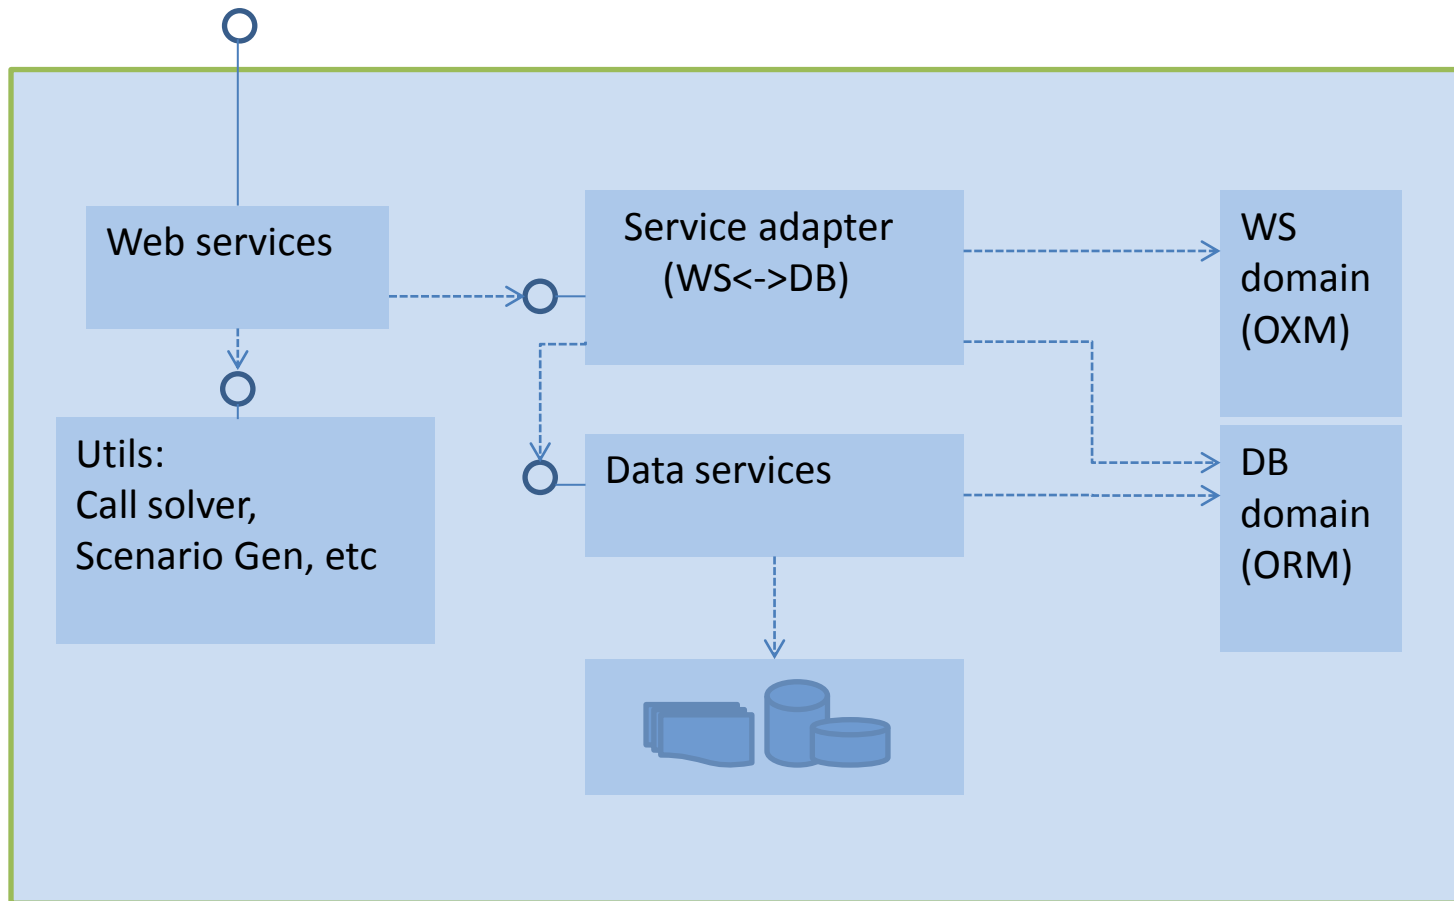 Web services
Service adapter
(WS<->DB)
WS
domain
(OXM)
Utils:
Call solver,
Scenario Gen, etc
Data services
DB
domain
(ORM)